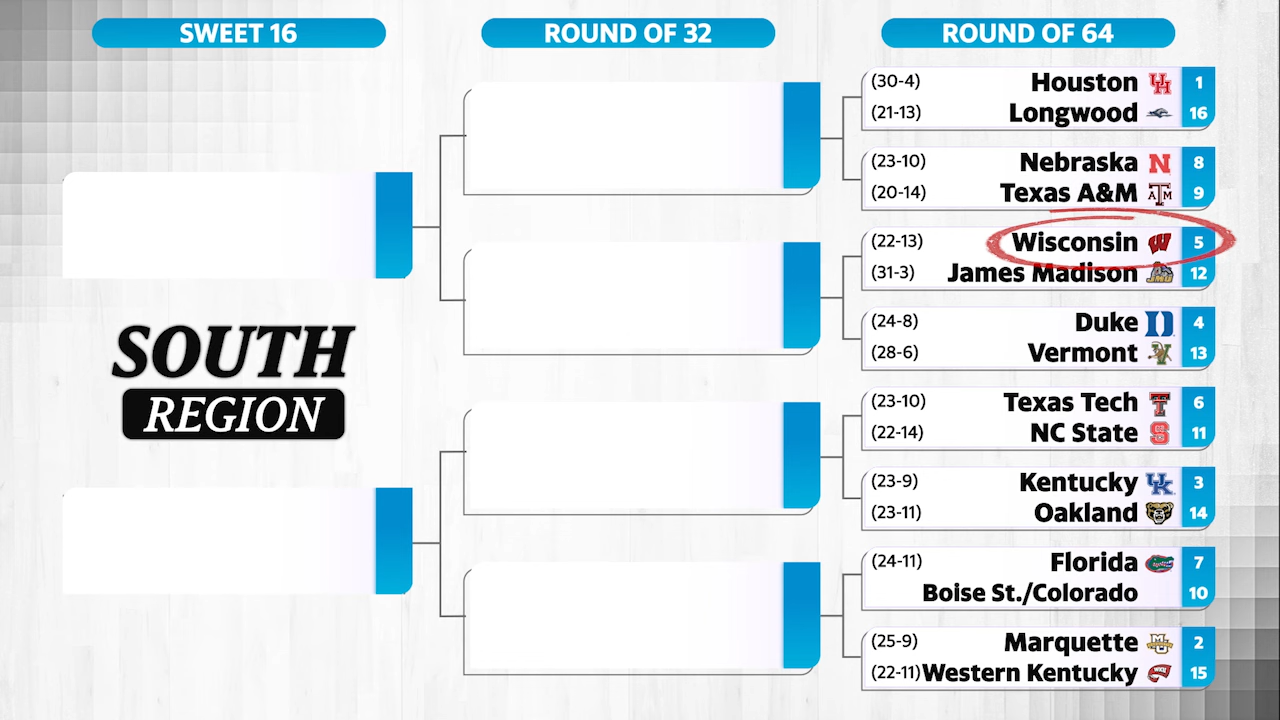 SWEET 16
ROUND OF 32
ROUND OF 64
(30-4) Houston 1
(21-13) Longwood 16
(23-10) Nebraska 8
(20-14) Texas A&M 9
(22-13) Wisconsin 5
(31-3) James Madison 12
(24-8) Duke 4
(28-6) Vermont 13
(23-10) Texas Tech 6
(22-14) NC State 11
(23-9) Kentucky 3
(23-11) Oakland 14
(24-11) Florida 7
Boise St./Colorado 10
(25-9) Marquette 2
(22-11) Western Kentucky 15
SOUTH
REGION